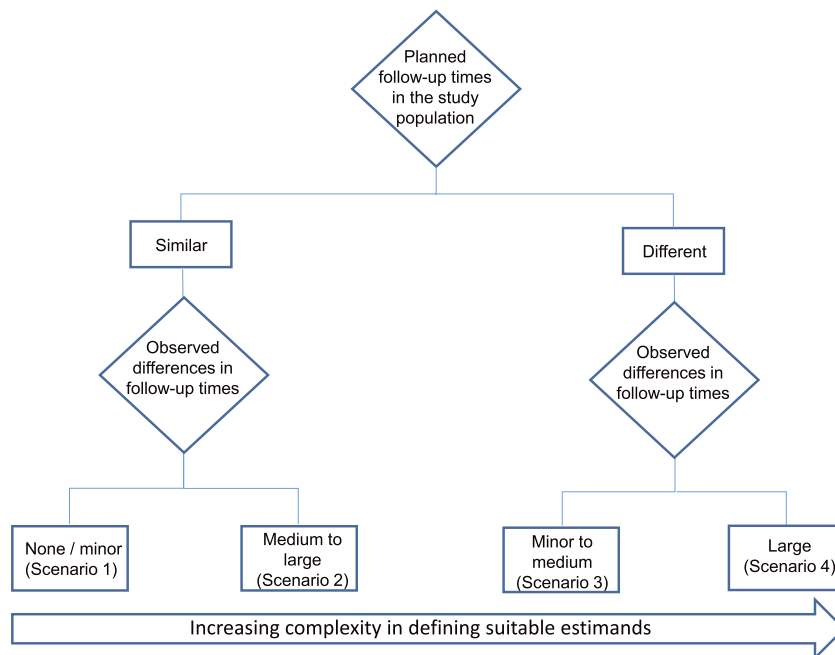 Planned
follow-up times
in the study
population
Similar
Different
Observed
differences in
follow-up times
Observed
differences in
follow-up times
None / minor
(Scenario 1)
Medium to
large
(Scenario 2)
Minor to
medium
(Scenario 3)
Large
(Scenario 4)
Increasing complexity in defining suitable estimands